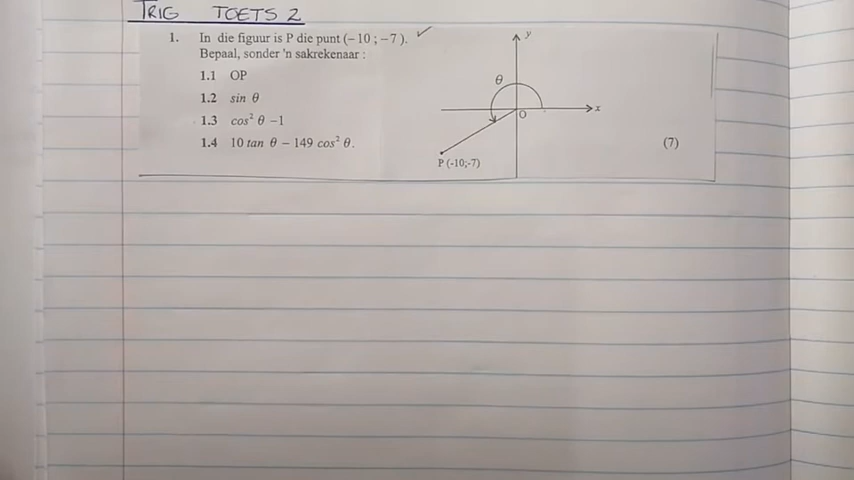 TRIG TOETS 2
1. In die figuur is P die punt (−10 ; −7 ).
Bepaal, sonder 'n sakrekenaar :
1.1 OP
1.2 sin θ
1.3 cos² θ −1
1.4 10 tan θ − 149 cos² θ.
(7)
y
θ
x
O
P (-10;-7)